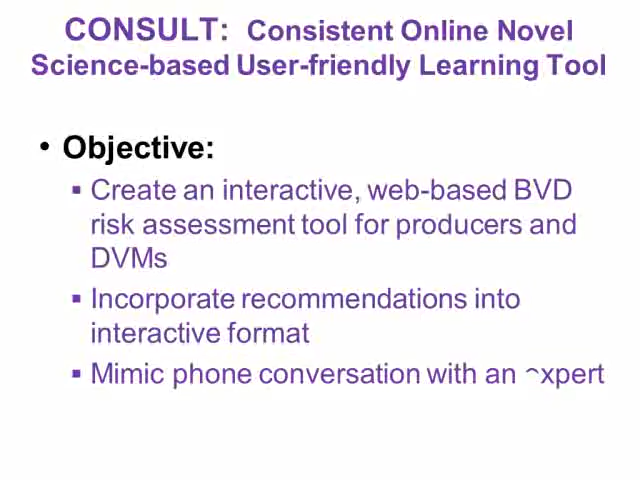 CONSULT: Consistent Online Novel
Science-based User-friendly Learning Tool
• Objective:
▪ Create an interactive, web-based BVD
risk assessment tool for producers and
DVMs
▪ Incorporate recommendations into
interactive format
▪ Mimic phone conversation with an expert